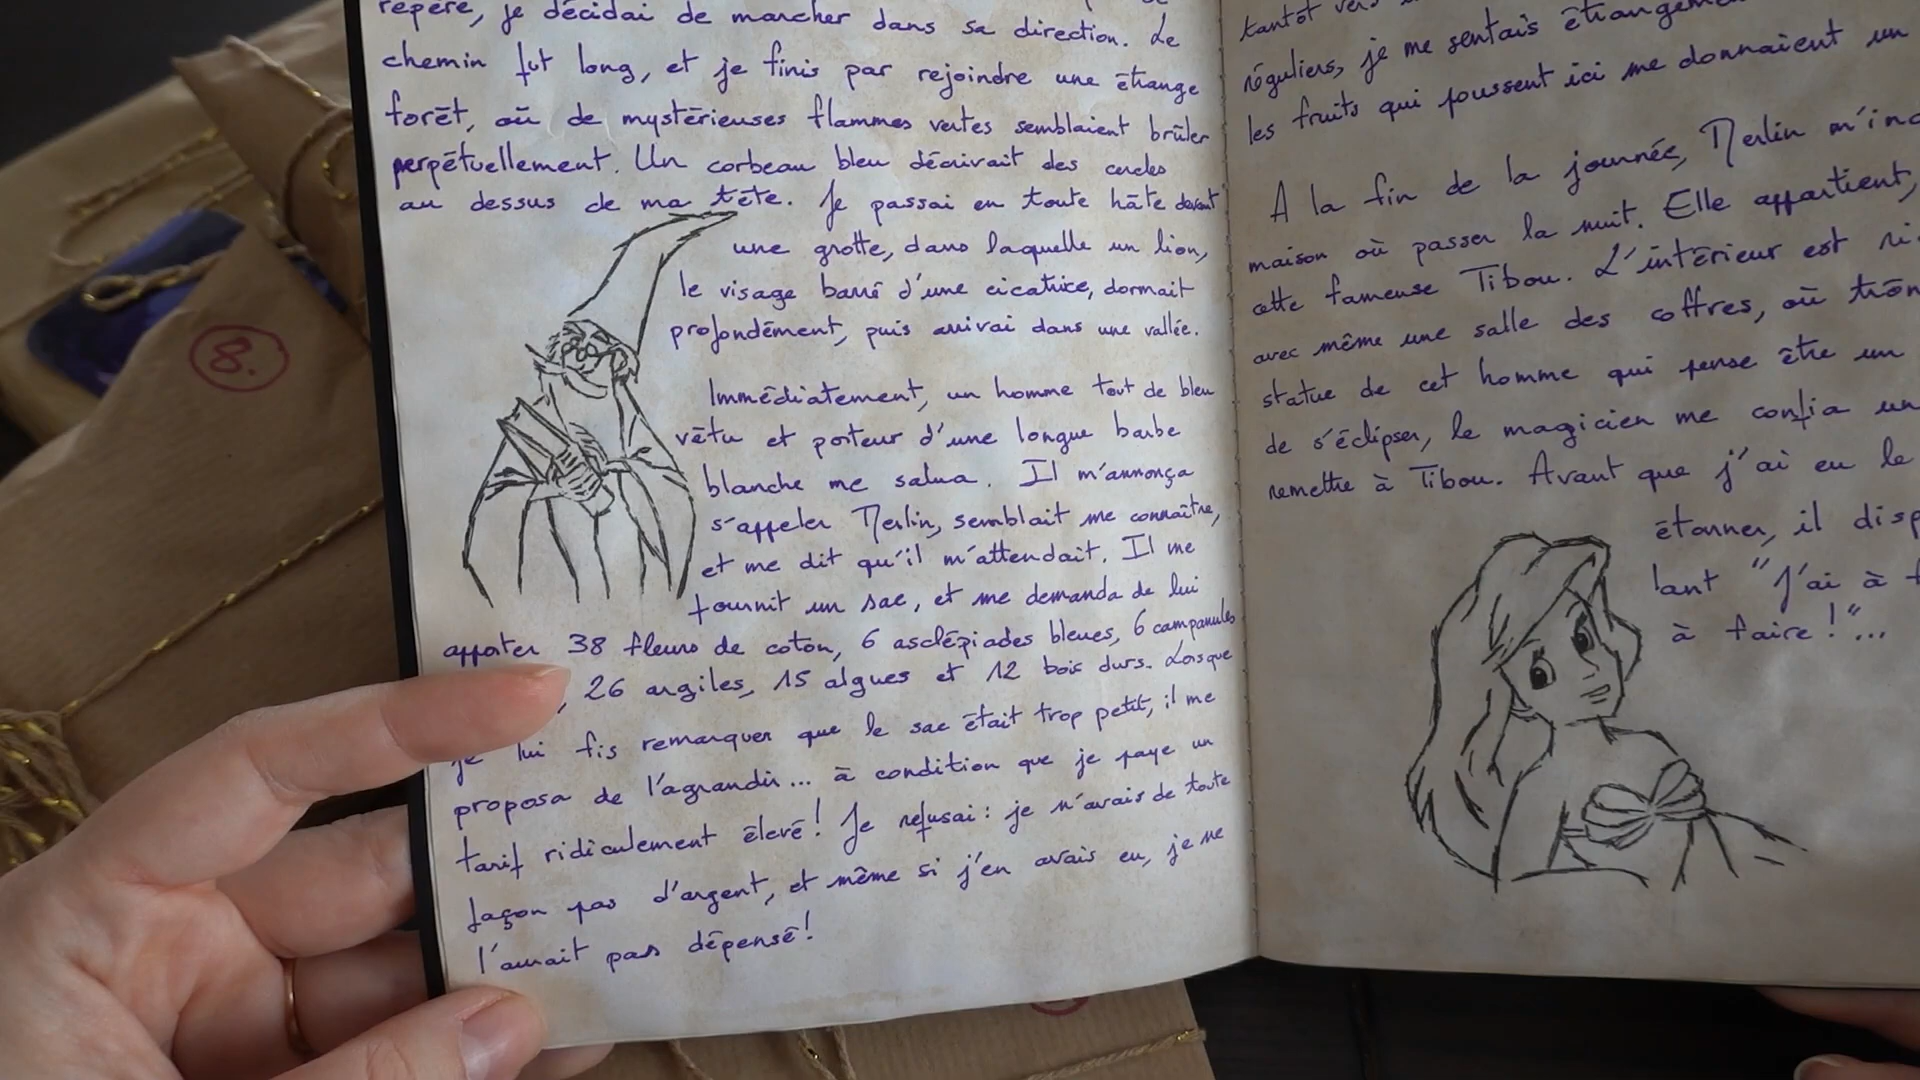 repère, je décidai de marcher dans sa direction. Le
chemin fut long, et je finis par rejoindre une étrange
forêt, où de mystérieuses flammes vertes semblaient brûler
perpétuellement. Un corbeau bleu décrivait des cercles
au dessus de ma tête. Je passai en toute hâte devant
une grotte, dans laquelle un lion,
le visage barré d'une cicatrice, dormait
profondément, puis arrivai dans une vallée.
Immédiatement, un homme tout de bleu
vêtu et porteur d'une longue barbe
blanche me salua. Il m'annonça
s'appeler Merlin, semblait me connaître,
et me dit qu'il m'attendait. Il me
fournit un sac, et me demanda de lui
apporter 38 fleurs de coton, 6 asclépiades bleues, 6 campanules
, 26 argiles, 15 algues et 12 bois durs. Lorsque
je lui fis remarquer que le sac était trop petit, il me
proposa de l'agrandir... à condition que je paye un
tarif ridiculement élevé! Je refusai: je n'avais de toute
façon pas d'argent, et même si j'en avais eu, je ne
l'aurait pas dépensé!
tantôt vers
réguliers, je me sentais étrangem
les fruits qui poussent ici me donnaient un
A la fin de la journée, Merlin m'ind
maison où passer la nuit. Elle appartient,
cette fameuse Tibou. L'intérieur est ri
avec même une salle des coffres, où trôn
statue de cet homme qui pense être un
de s'éclipser, le magicien me confia un
remettre à Tibou. Avant que j'ai eu le
étonner, il disp
lant "J'ai à f
à faire!"...
8.